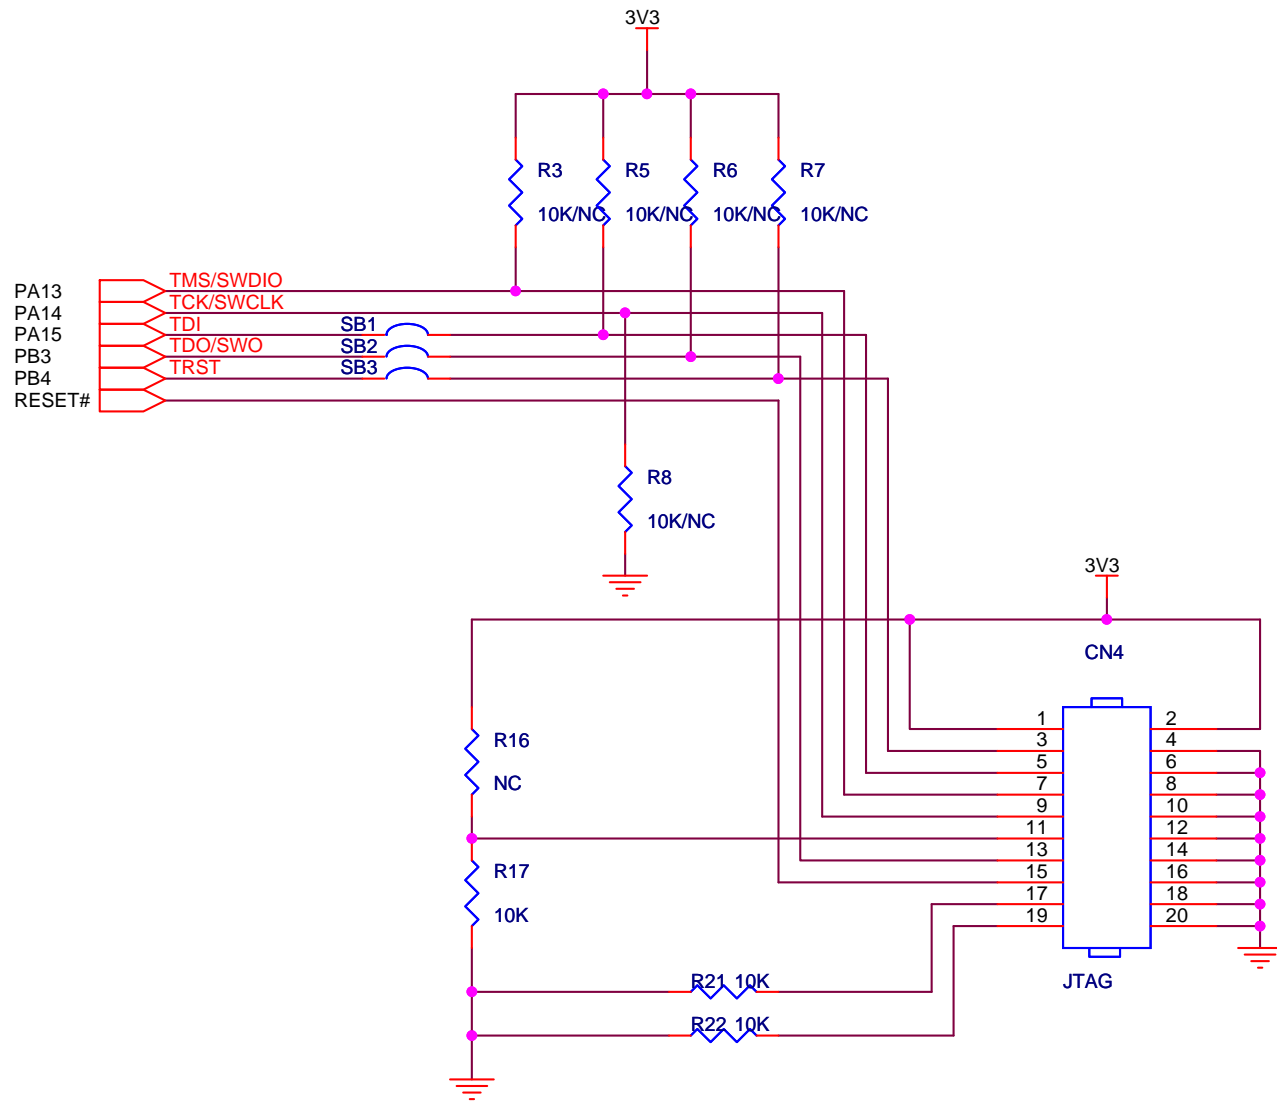 3V3
R3 R5 R6 R7
10K/NC 10K/NC 10K/NC 10K/NC
PA13 TMS/SWDIO
PA14 TCK/SWCLK
PA15 TDI SB1
PB3 TDO/SWO SB2
PB4 TRST SB3
RESET#
R8
10K/NC
3V3
CN4
1 2
3 4
R16
5 6
NC
7 8
9 10
11 12
13 14
R17
15 16
17 18
10K
19 20
R21 10K
JTAG
R22 10K